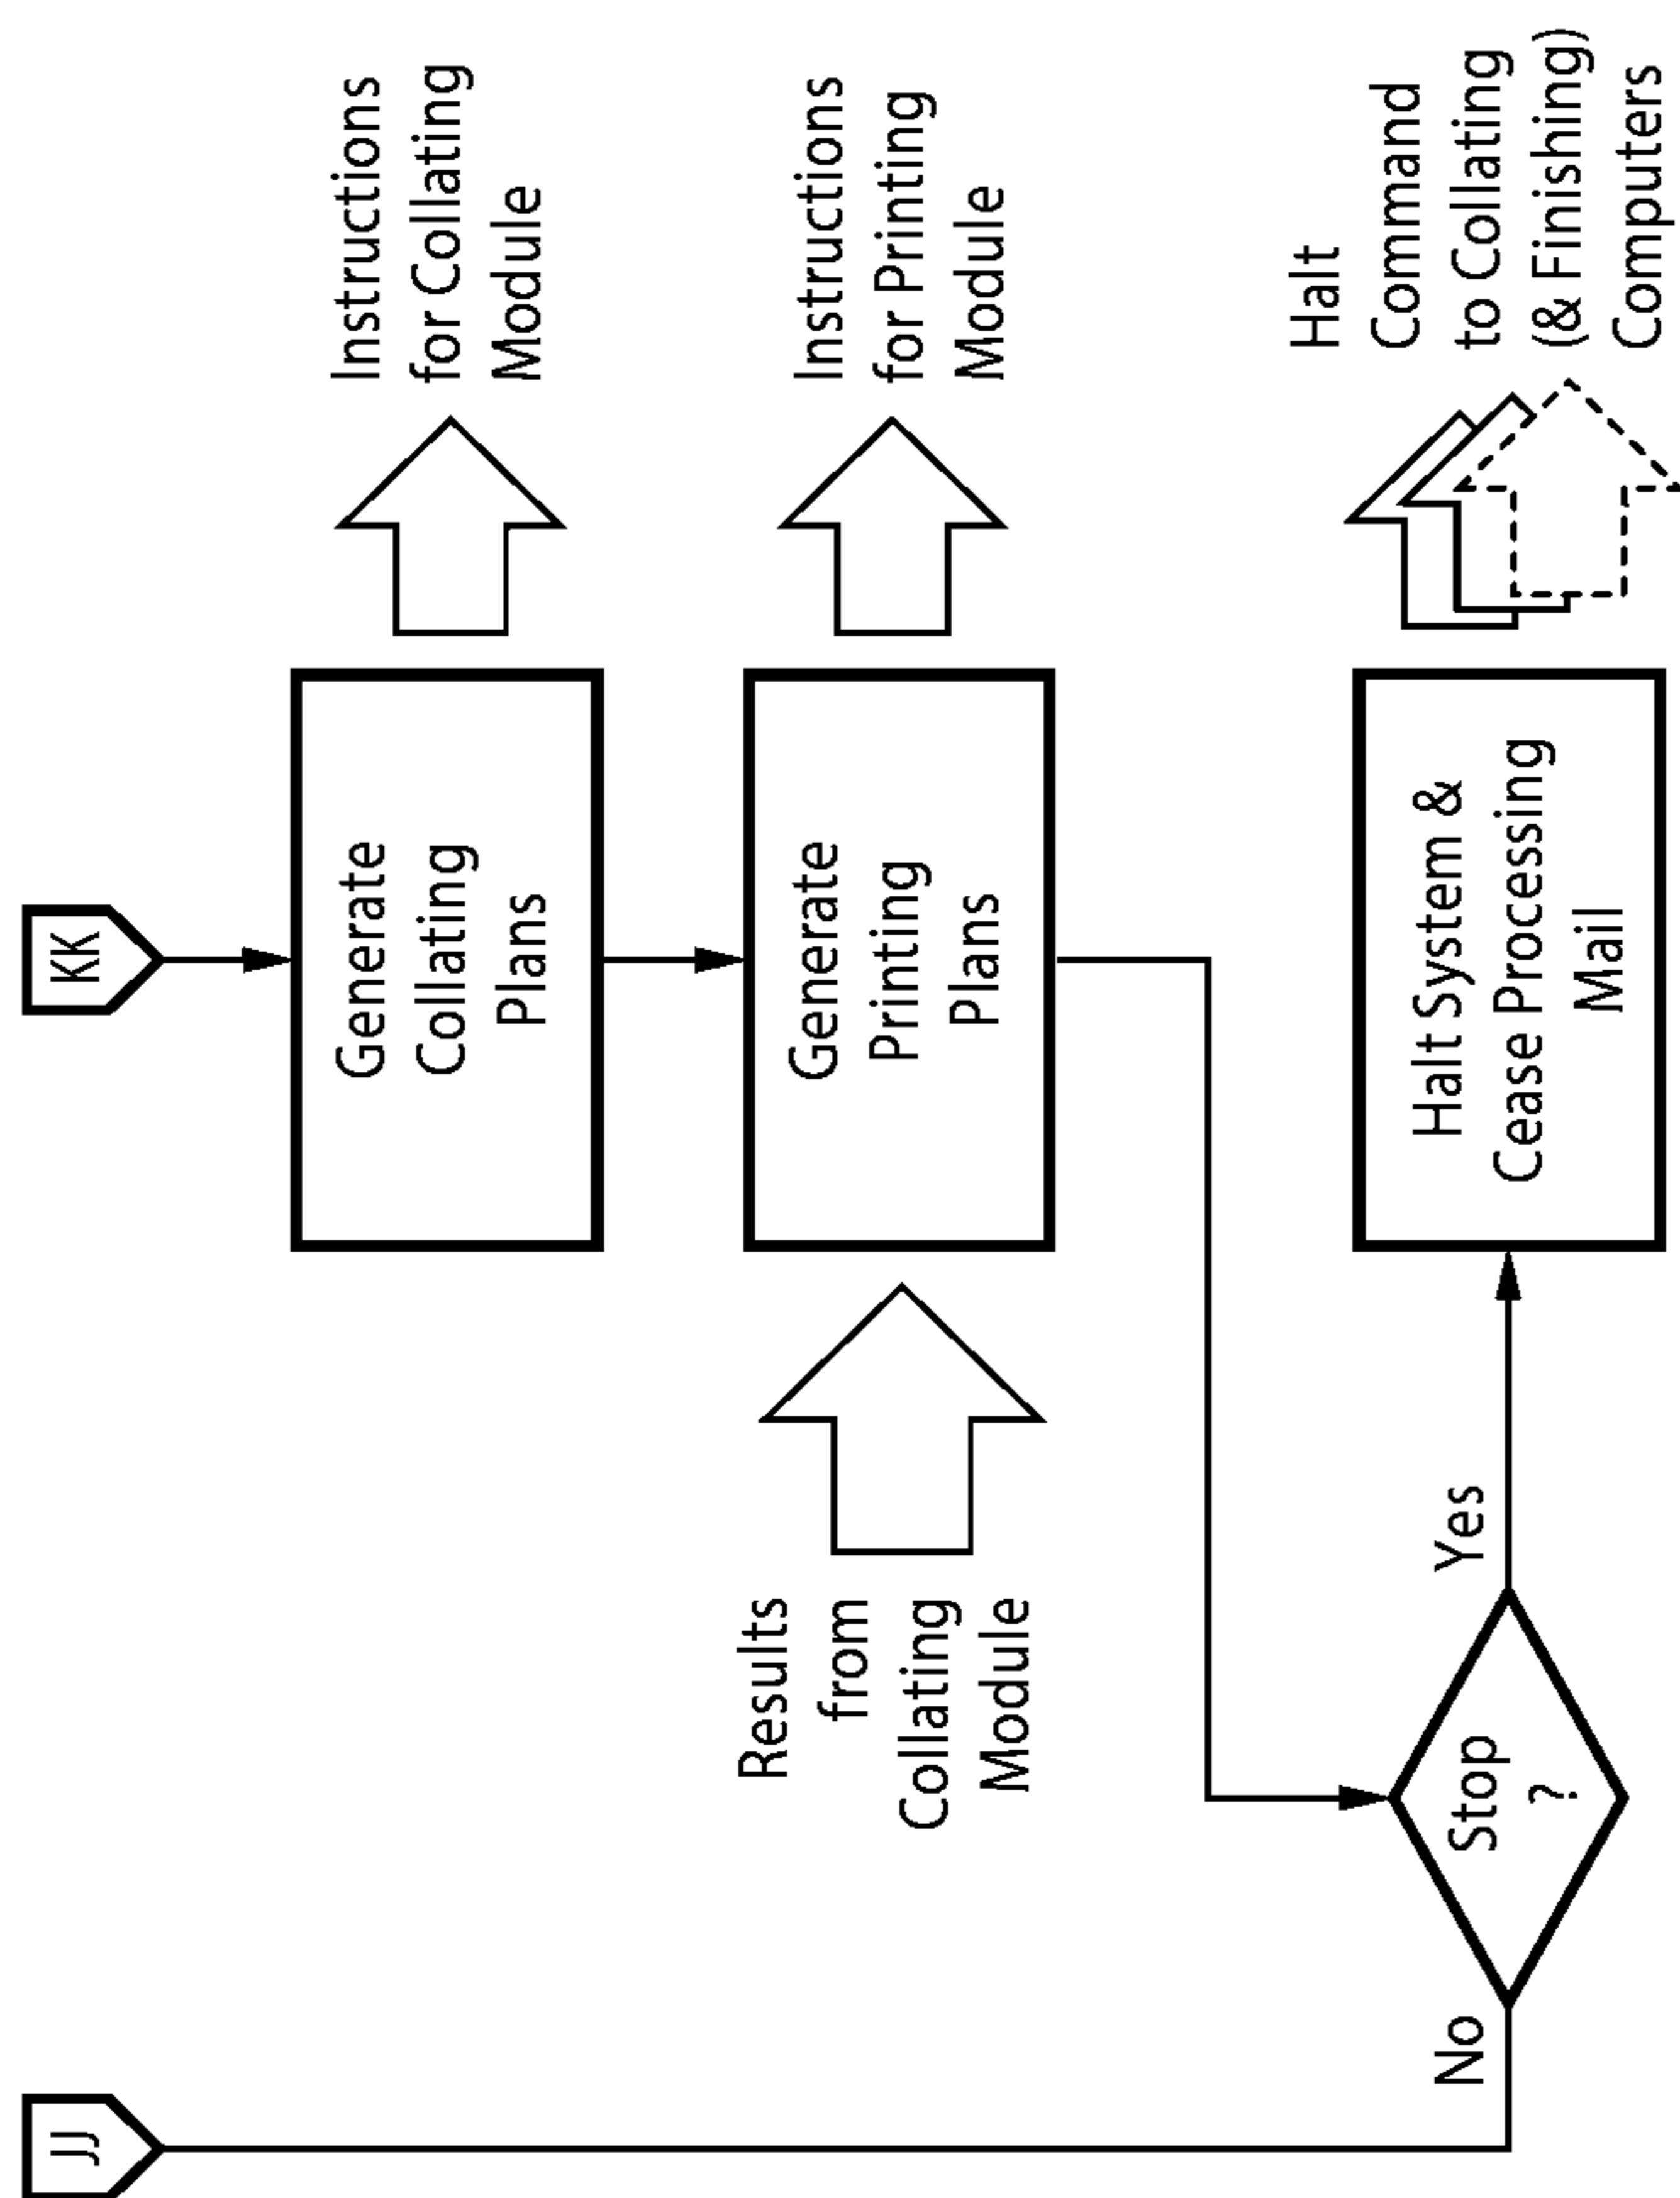 JJ
KK
Generate
Collating
Plans
Instructions
for Collating
Module
Results
from
Collating
Module
Generate
Printing
Plans
Instructions
for Printing
Module
No
Stop
?
Yes
Halt System &
Cease Processing
Mail
Halt
Command
to Collating
(& Finishing)
Computers